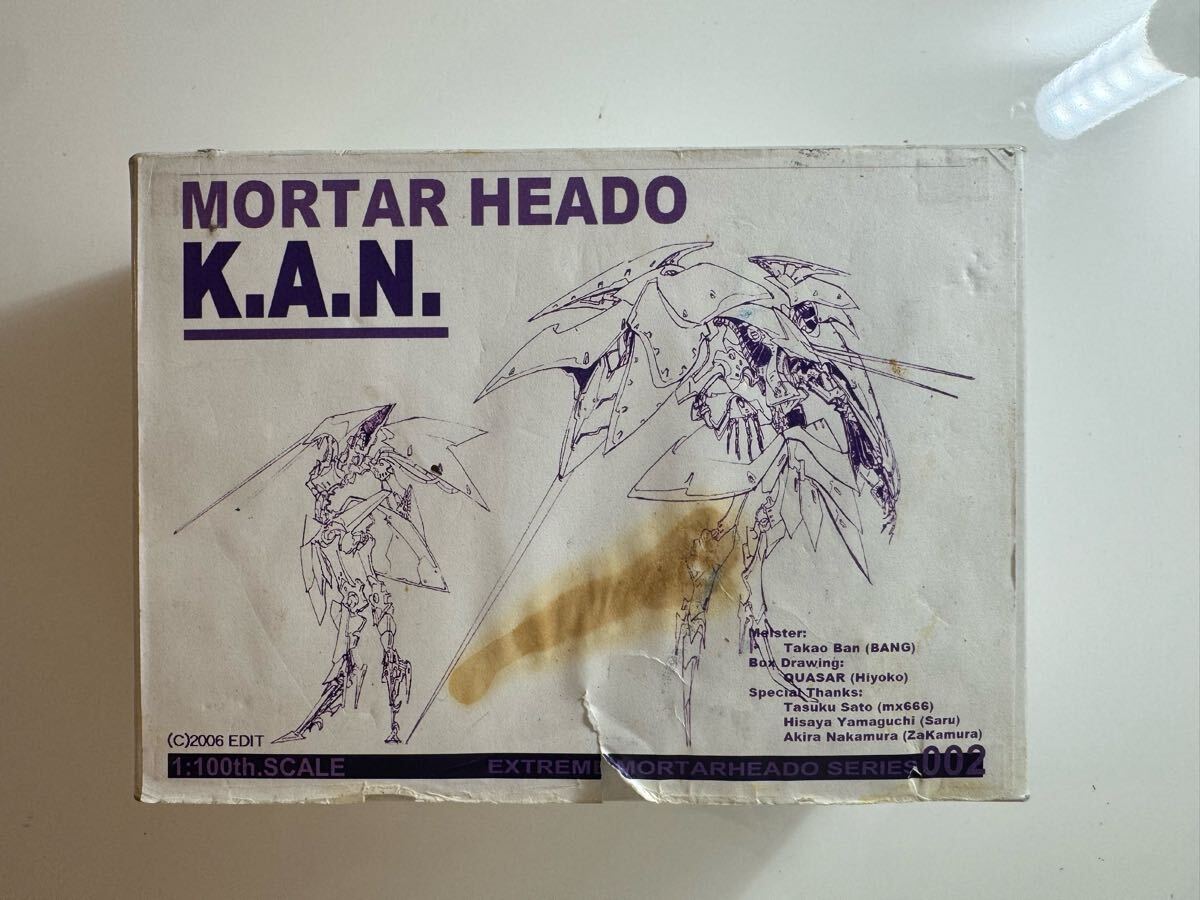 MORTAR HEADO
K.A.N.
Meister:
Takao Ban (BANG)
Box Drawing:
QUASAR (Hiyoko)
Special Thanks:
Tasuku Sato (mx666)
Hisaya Yamaguchi (Saru)
Akira Nakamura (ZaKamura)
(C)2006 EDIT
1:100th.SCALE
EXTREME MORTARHEADO SERIES 002